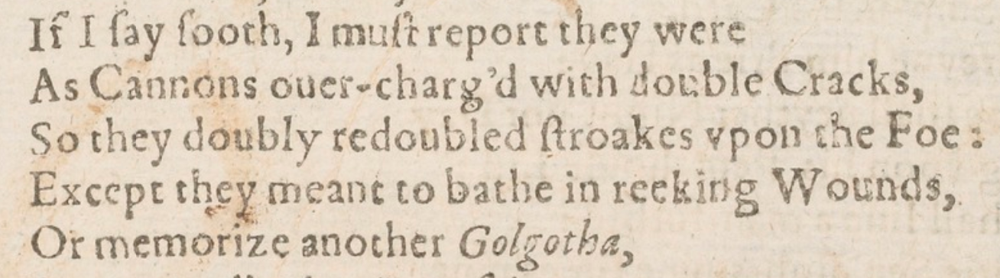 If I ſay ſooth, I muſt report they were
As Cannons ouer-charg'd with double Cracks,
So they doubly redoubled ſtroakes vpon the Foe:
Except they meant to bathe in reeking Wounds,
Or memorize another Golgotha,